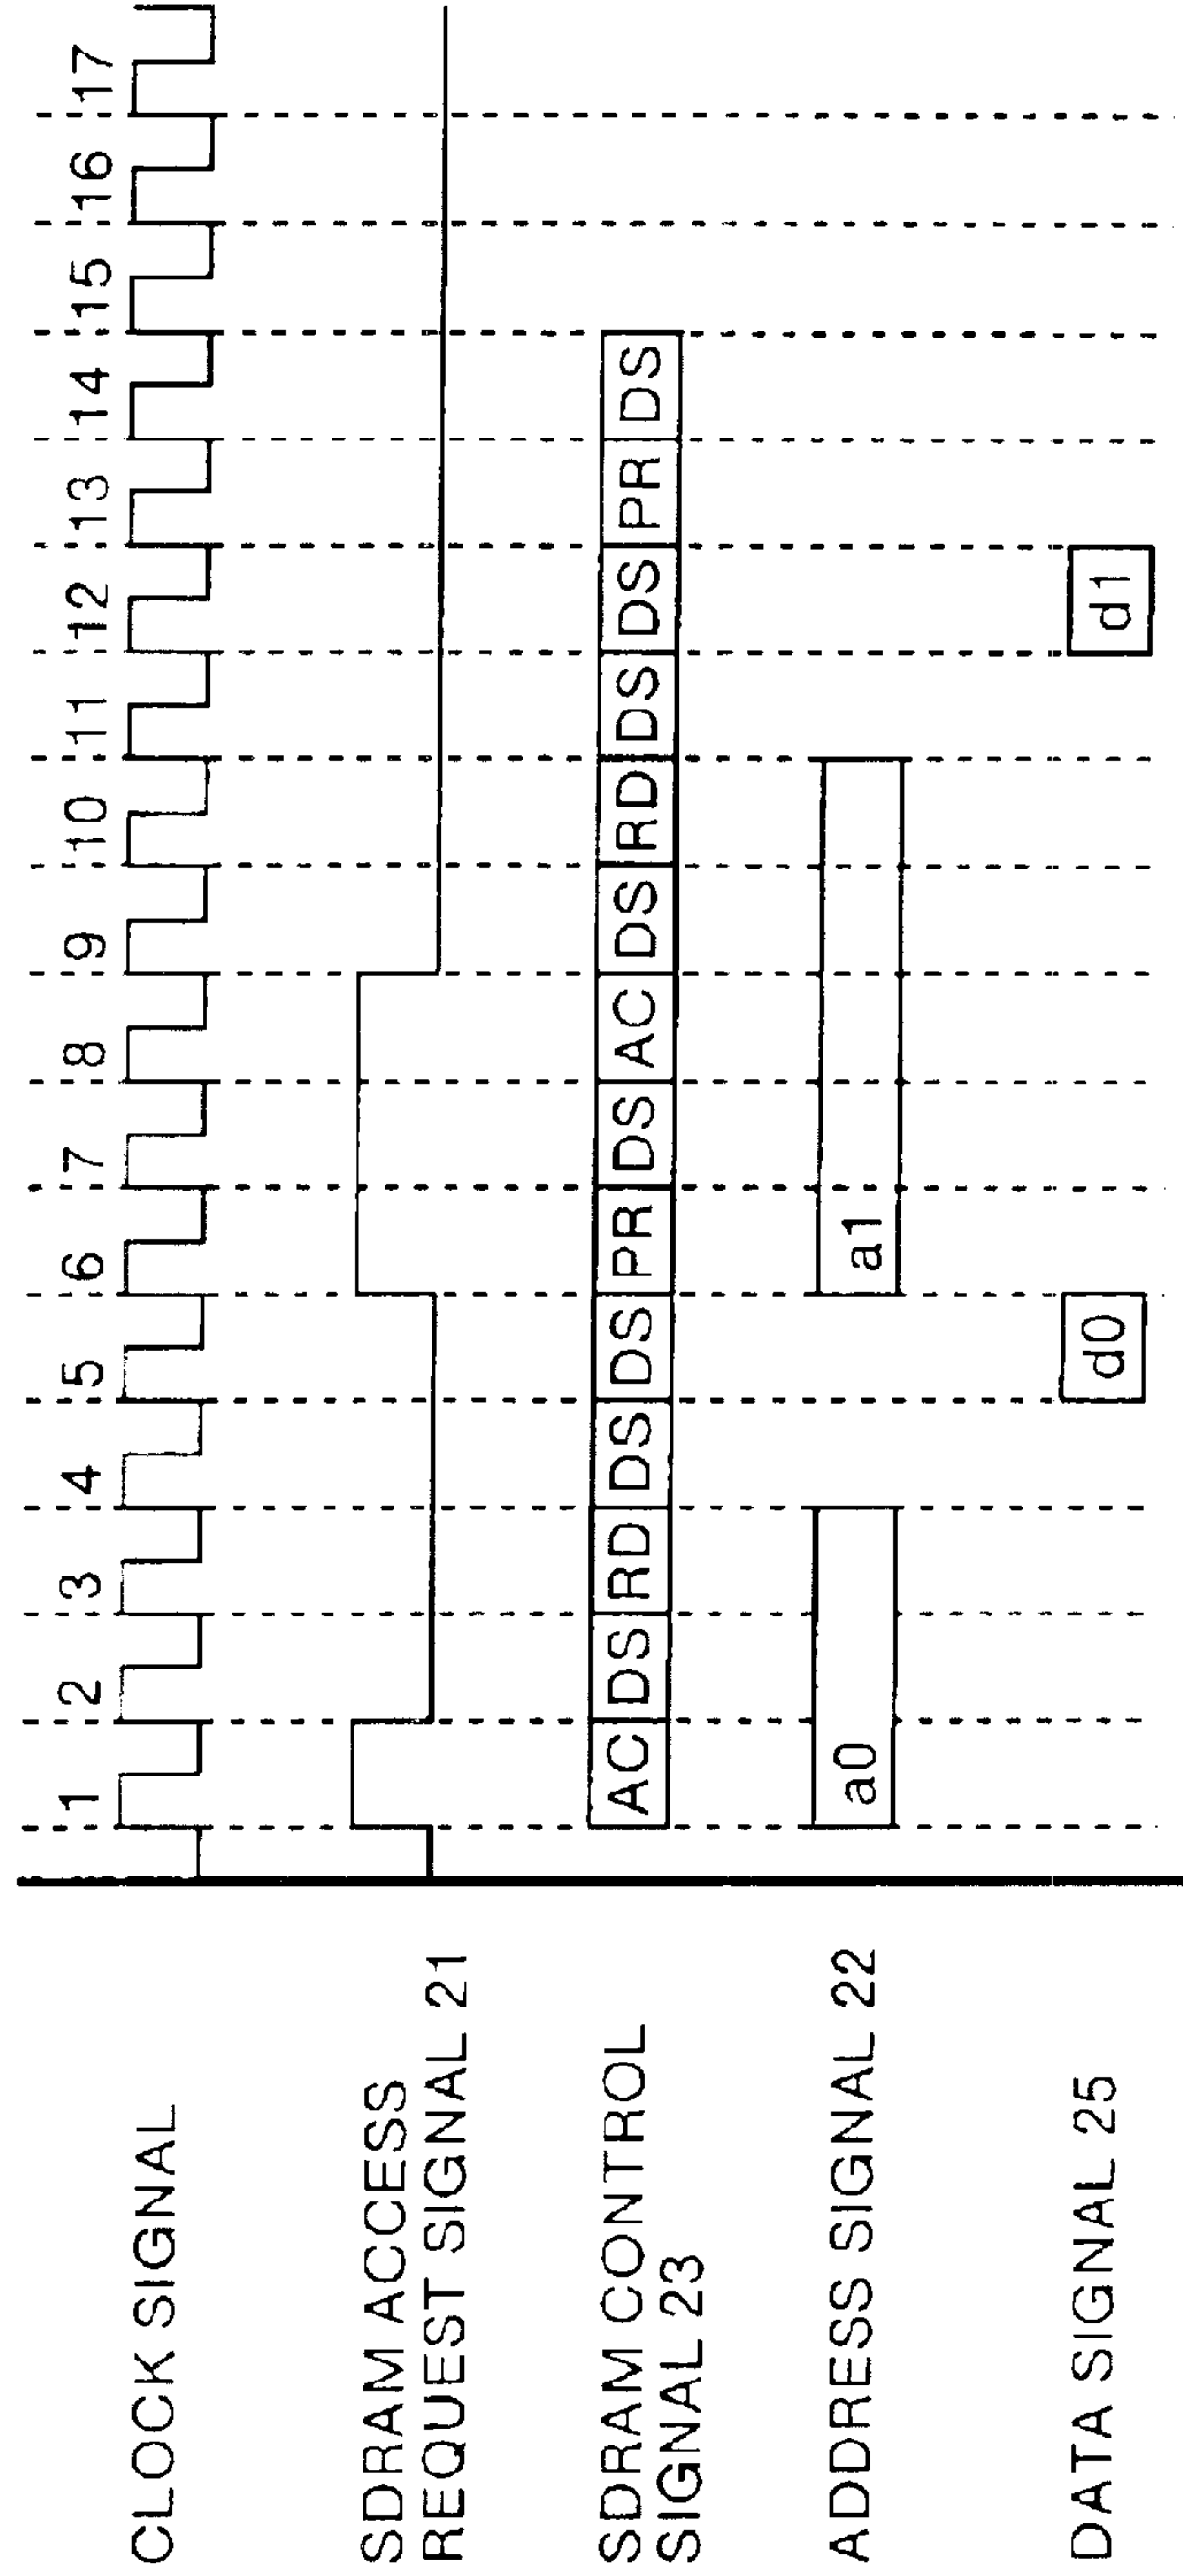 CLOCK SIGNAL
1 2 3 4 5 6 7 8 9 10 11 12 13 14 15 16 17
SDRAM ACCESS
REQUEST SIGNAL 21
SDRAM CONTROL
SIGNAL 23
AC DS RD DS DS PR DS AC DS RD DS DS PR DS
ADDRESS SIGNAL 22
a0 a1
DATA SIGNAL 25
d0 d1